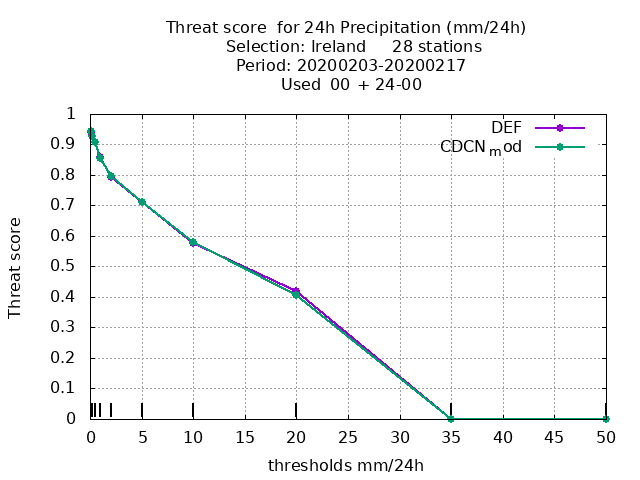 Threat score  for 24h Precipitation (mm/24h)
Selection: Ireland     28 stations
Period: 20200203-20200217
Used  00 + 24-00
DEF
CDCN_mod
1
0.9
0.8
0.7
0.6
0.5
0.4
0.3
0.2
0.1
0
Threat score
0 5 10 15 20 25 30 35 40 45 50
thresholds mm/24h